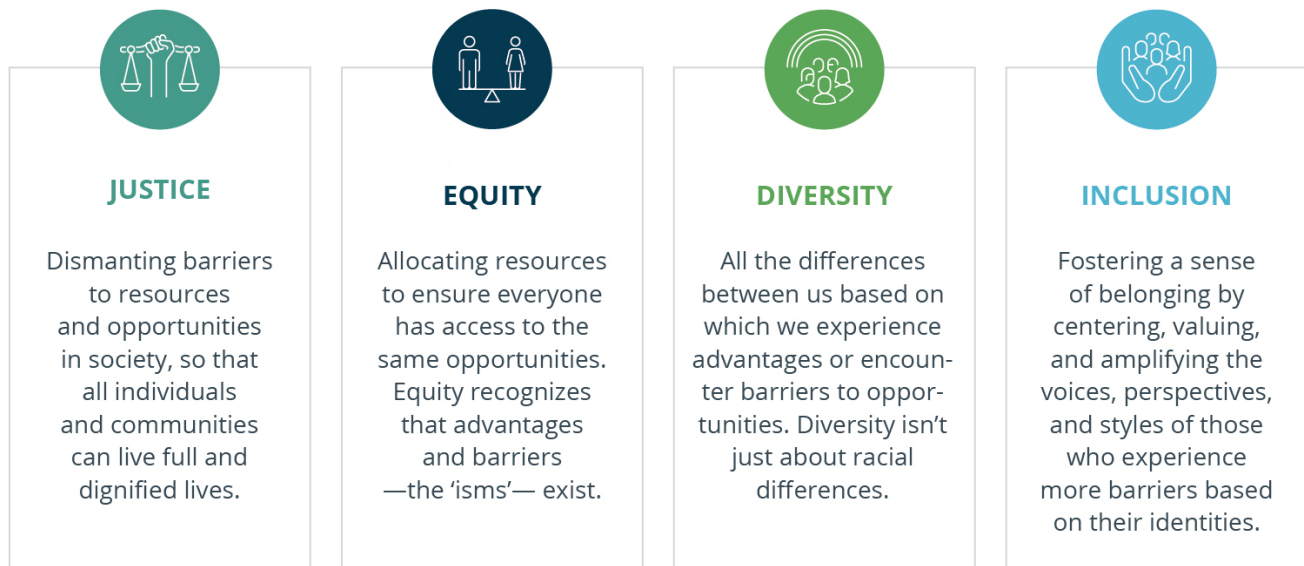 JUSTICE
Dismanting barriers
to resources
and opportunities
in society, so that
all individuals
and communities
can live full and
dignified lives.
EQUITY
Allocating resources
to ensure everyone
has access to the
same opportunities.
Equity recognizes
that advantages
and barriers
—the ‘isms’— exist.
DIVERSITY
All the differences
between us based on
which we experience
advantages or encoun-
ter barriers to oppor-
tunities. Diversity isn’t
just about racial
differences.
INCLUSION
Fostering a sense
of belonging by
centering, valuing,
and amplifying the
voices, perspectives,
and styles of those
who experience
more barriers based
on their identities.